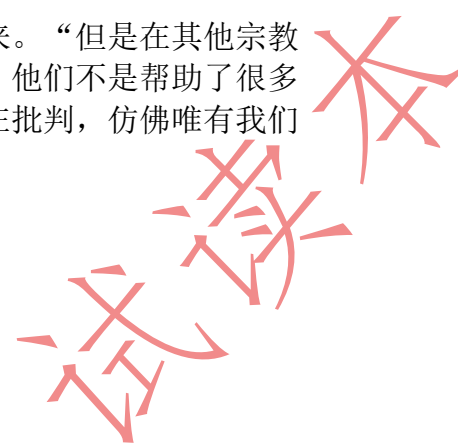 来。“但是在其他宗教
他们不是帮助了很多
批判，仿佛唯有我们
试读本